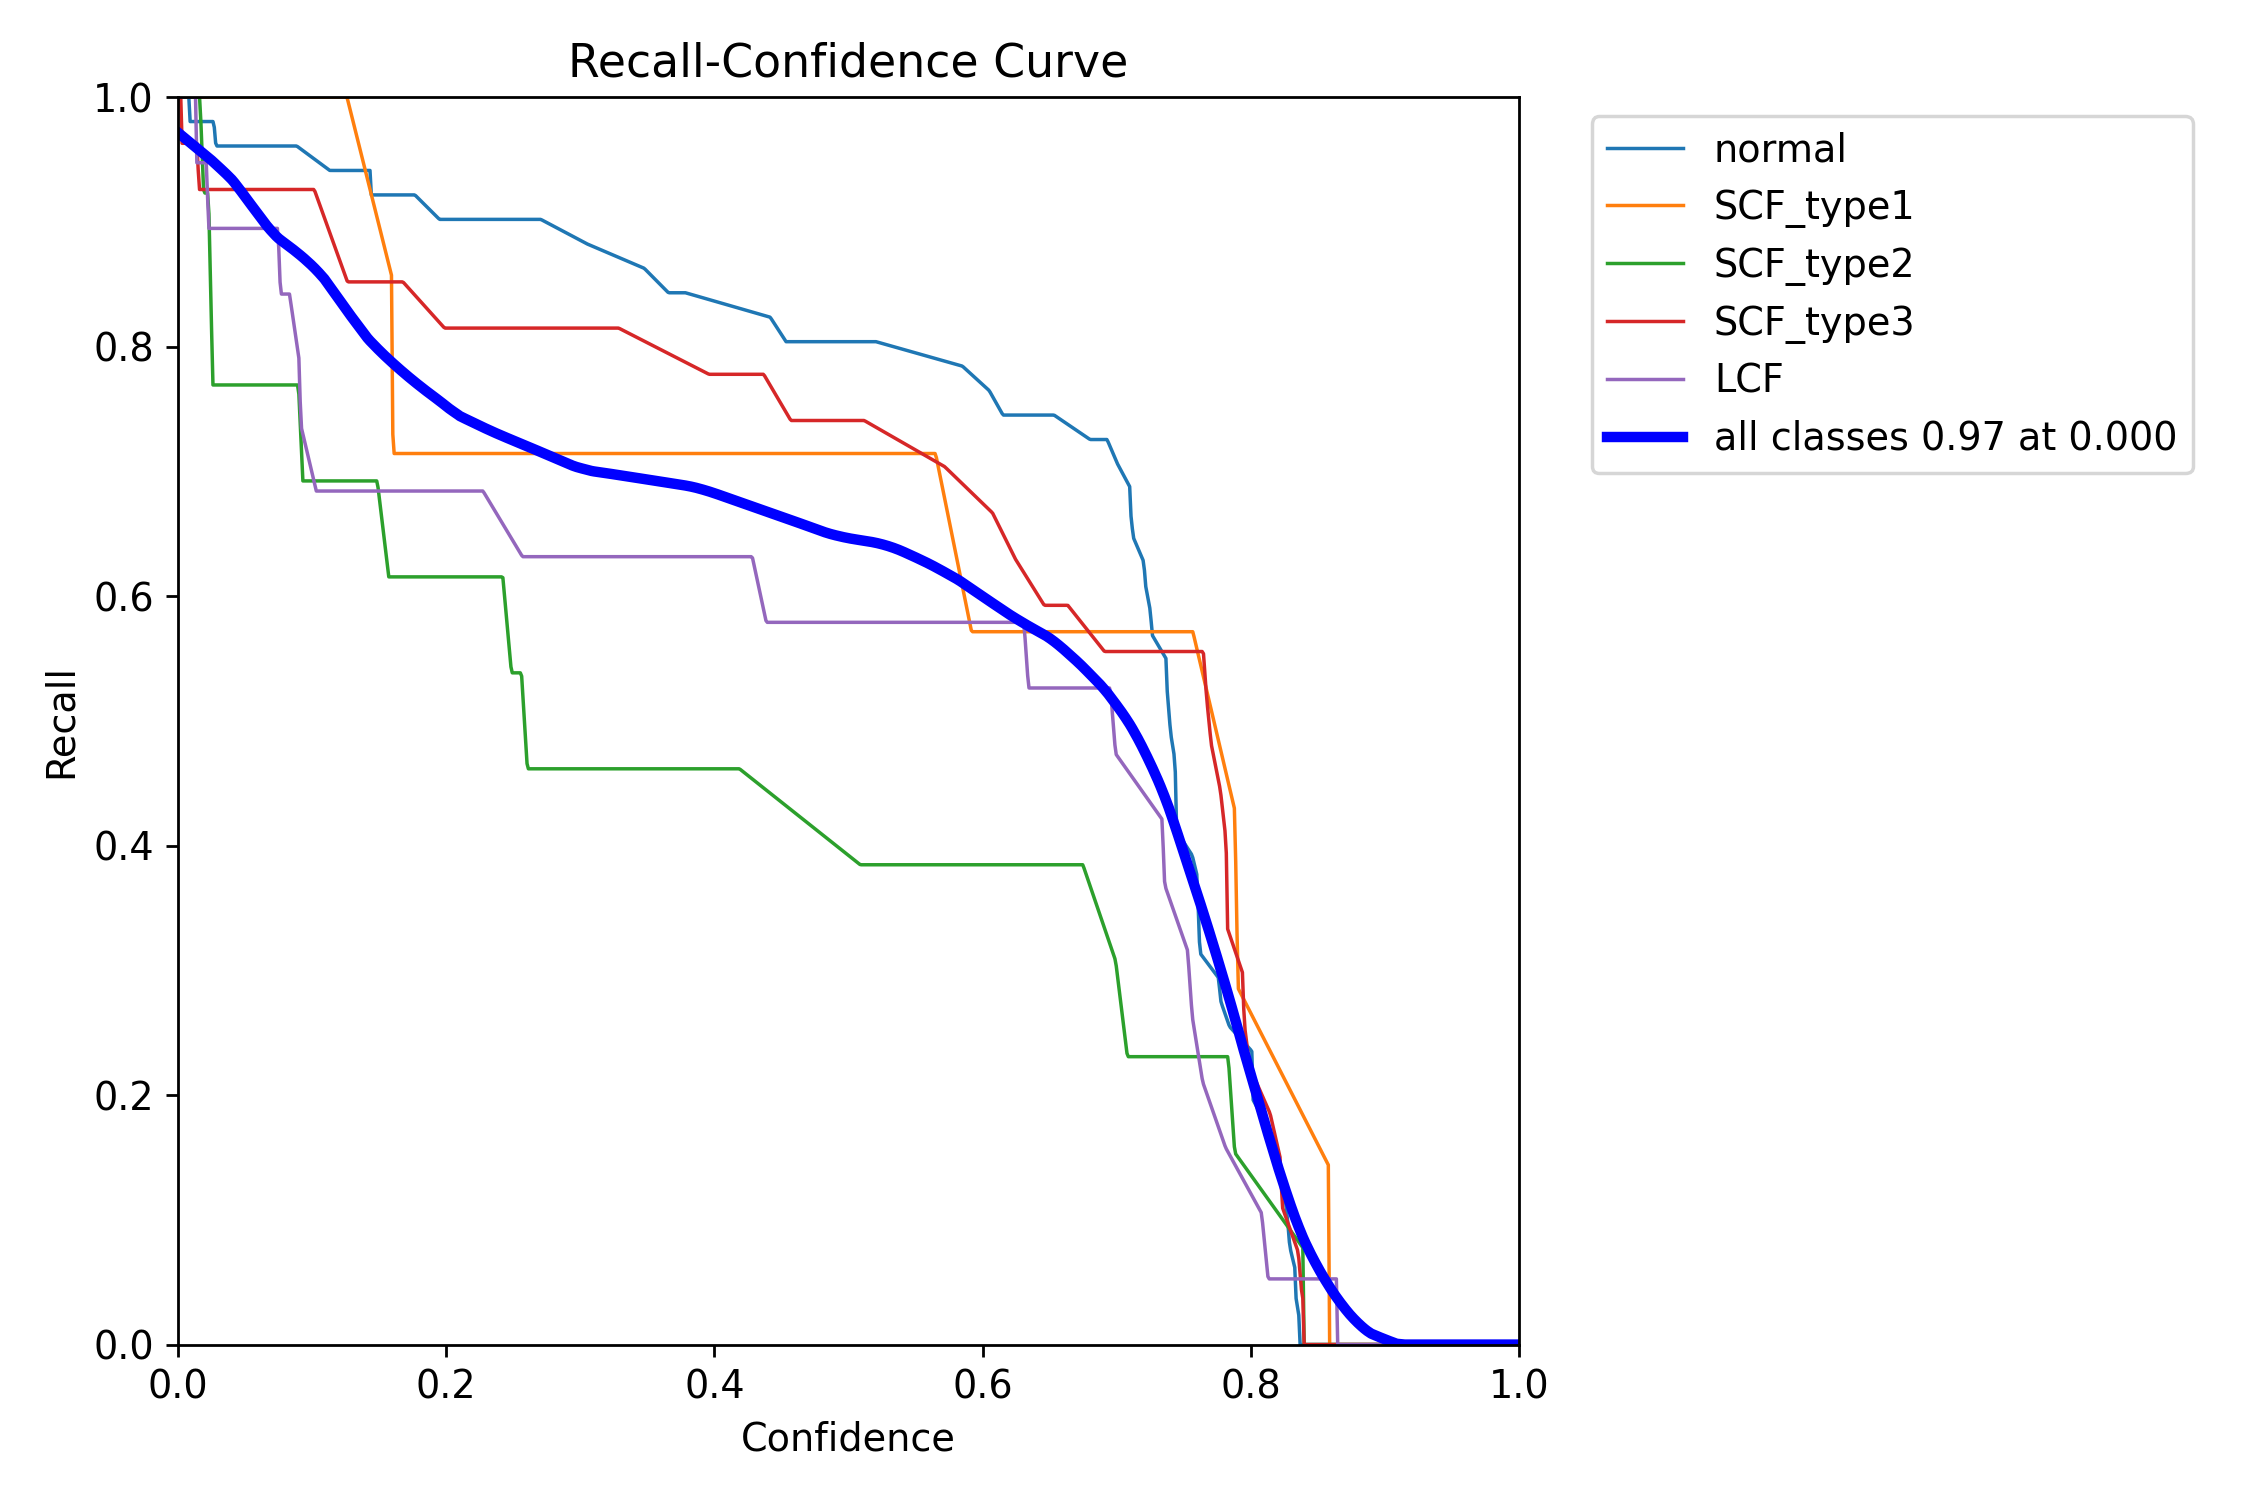 Recall-Confidence Curve
1.0
0.8
0.6
0.4
0.2
0.0
Recall
0.0 0.2 0.4 0.6 0.8 1.0
Confidence
normal
SCF_type1
SCF_type2
SCF_type3
LCF
all classes 0.97 at 0.000